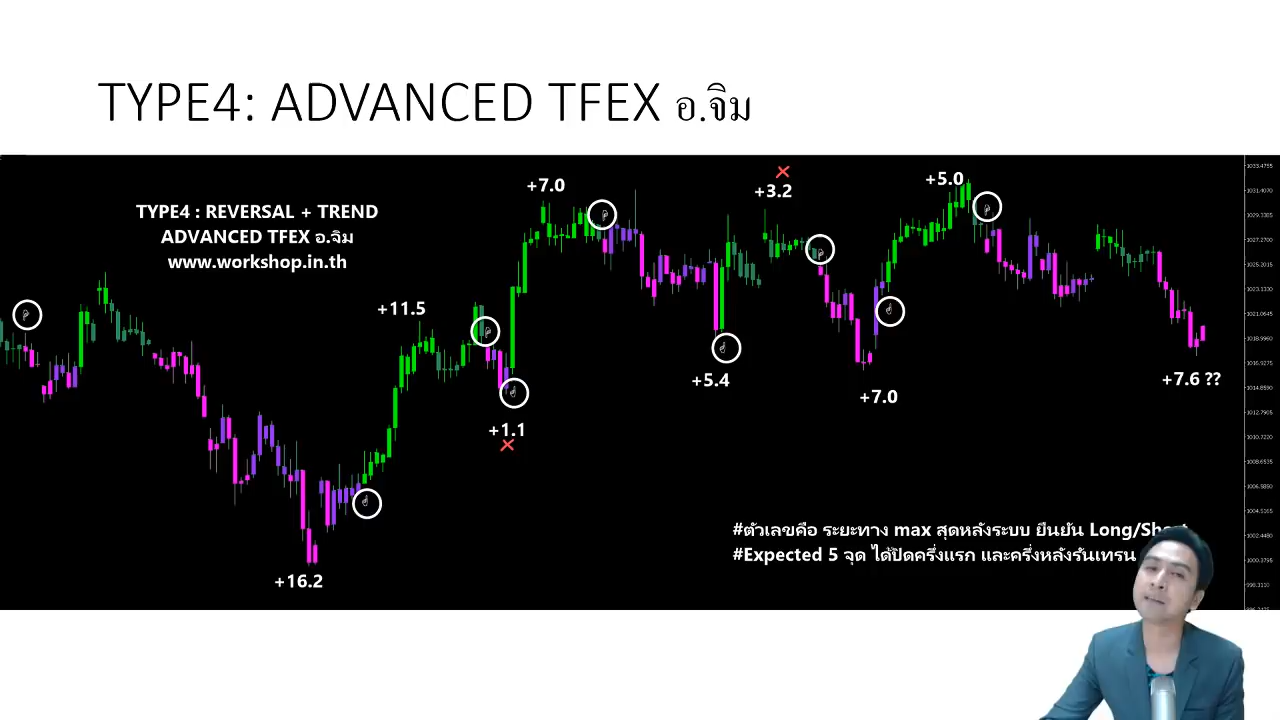 TYPE4: ADVANCED TFEX อ.จิม
TYPE4 : REVERSAL + TREND
ADVANCED TFEX อ.จิม
www.workshop.in.th
+7.0
+3.2
+5.0
+11.5
+1.1
+5.4
+7.0
+7.6 ??
+16.2
#ตัวเลขคือ ระยะทาง max สุดหลังระบบ ยืนยัน Long/Short
#Expected 5 จุด ได้ปิดครึ่งแรก และครึ่งหลังรันเทรน